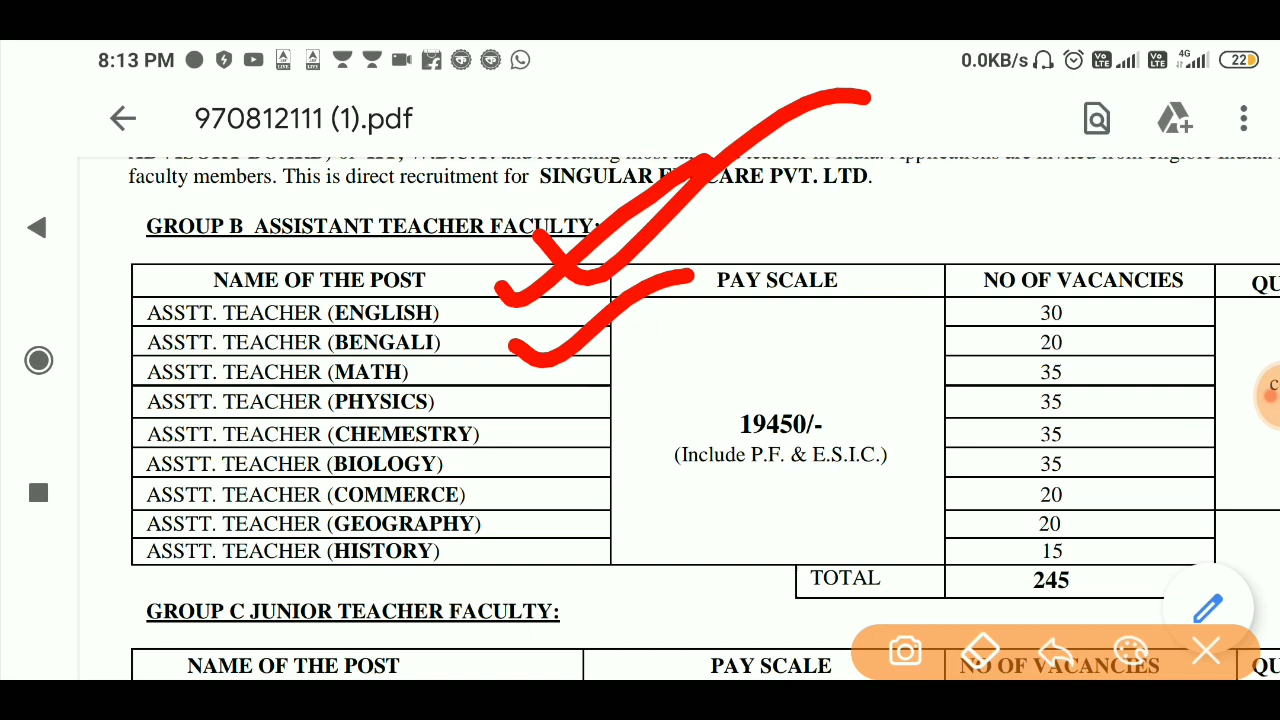 8:13 PM 0.0KB/s 4G 22
970812111 (1).pdf
faculty members. This is direct recruitment for SINGULAR CARE PVT. LTD.
GROUP B ASSISTANT TEACHER FACULTY:
NAME OF THE POST PAY SCALE NO OF VACANCIES QU
ASSTT. TEACHER (ENGLISH) 30
ASSTT. TEACHER (BENGALI) 20
ASSTT. TEACHER (MATH) 35
ASSTT. TEACHER (PHYSICS) 35
19450/-
ASSTT. TEACHER (CHEMESTRY) 35
(Include P.F. & E.S.I.C.)
ASSTT. TEACHER (BIOLOGY) 35
ASSTT. TEACHER (COMMERCE) 20
ASSTT. TEACHER (GEOGRAPHY) 20
ASSTT. TEACHER (HISTORY) 15
TOTAL 245
GROUP C JUNIOR TEACHER FACULTY:
NAME OF THE POST PAY SCALE NO OF VACANCIES QU